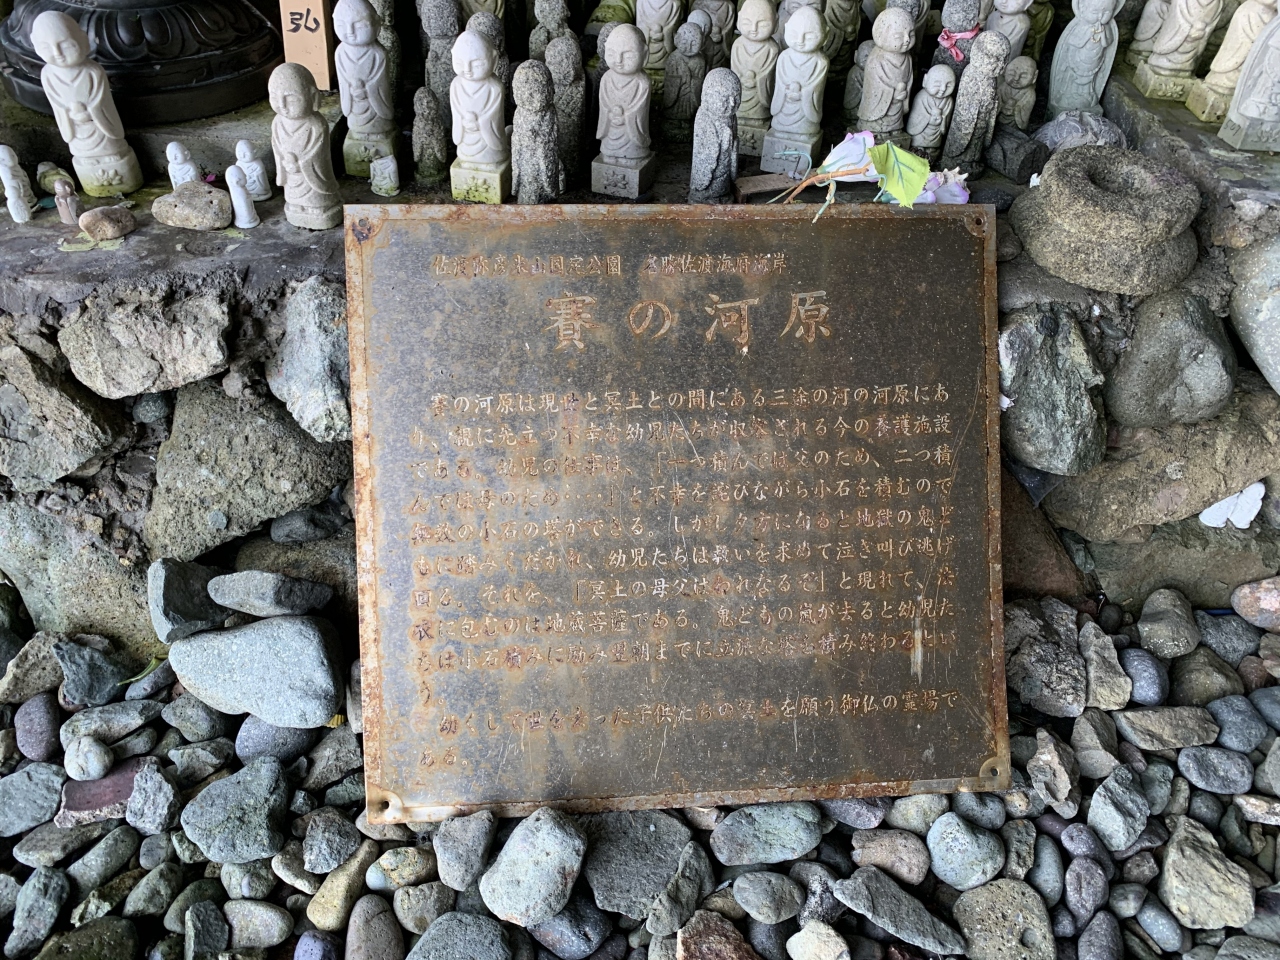 弘
佐渡弥彦米山国定公園　名勝佐渡海府海岸
賽の河原
賽の河原は現世と冥土との間にある三途の河の河原にあ
り、親に先立つ不幸な幼児たちが収容される今の養護施設
である。幼児の仕事は、「一つ積んでは父のため、二つ積
んでは母のため‥‥」と不幸を詫びながら小石を積むので
無数の小石の塔ができる。しかし夕方になると地獄の鬼ど
もに踏みくだかれ、幼児たちは救いを求めて泣き叫び逃げ
回る。それを、「冥土の母父はわれなるぞ」と現れて、法
衣に包むのは地蔵菩薩である。鬼どもの嵐が去ると幼児た
ちは小石積みに励み翌朝までに立派な塔を積み終わるとい
う。
幼くして世を去った子供たちの冥土を願う御仏の霊場で
ある。